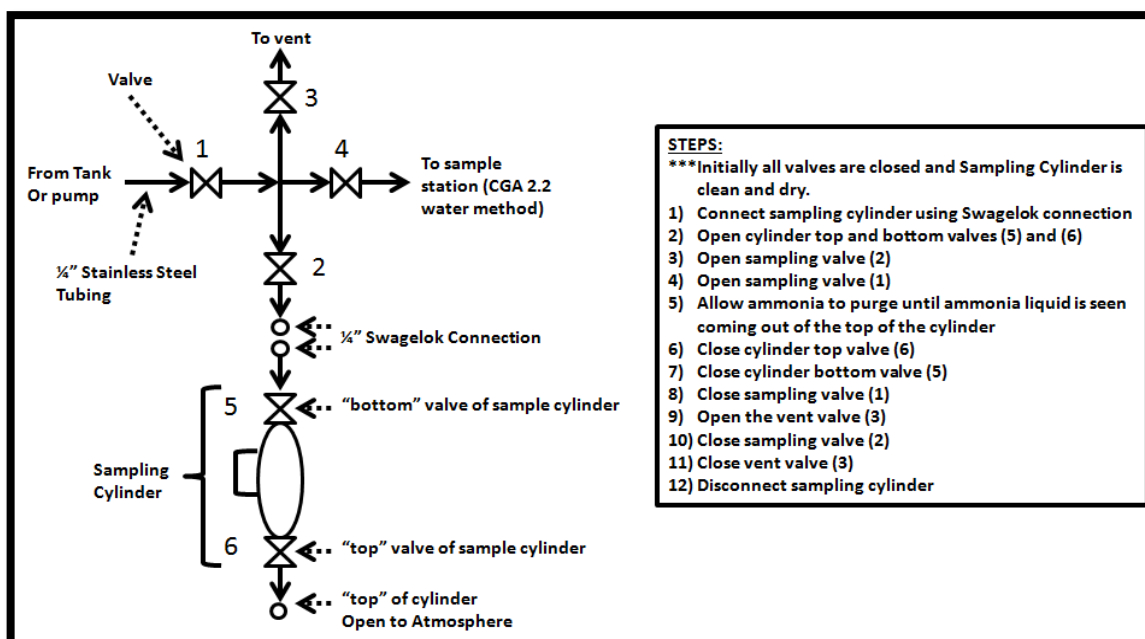 To vent
Valve
3
1
4
From Tank
Or pump
To sample
station (CGA 2.2
water method)
¼” Stainless Steel
Tubing
2
¼” Swagelok Connection
5
“bottom” valve of sample cylinder
Sampling
Cylinder
6
“top” valve of sample cylinder
“top” of cylinder
Open to Atmosphere
STEPS:
***Initially all valves are closed and Sampling Cylinder is
clean and dry.
1) Connect sampling cylinder using Swagelok connection
2) Open cylinder top and bottom valves (5) and (6)
3) Open sampling valve (2)
4) Open sampling valve (1)
5) Allow ammonia to purge until ammonia liquid is seen
coming out of the top of the cylinder
6) Close cylinder top valve (6)
7) Close cylinder bottom valve (5)
8) Close sampling valve (1)
9) Open the vent valve (3)
10) Close sampling valve (2)
11) Close vent valve (3)
12) Disconnect sampling cylinder